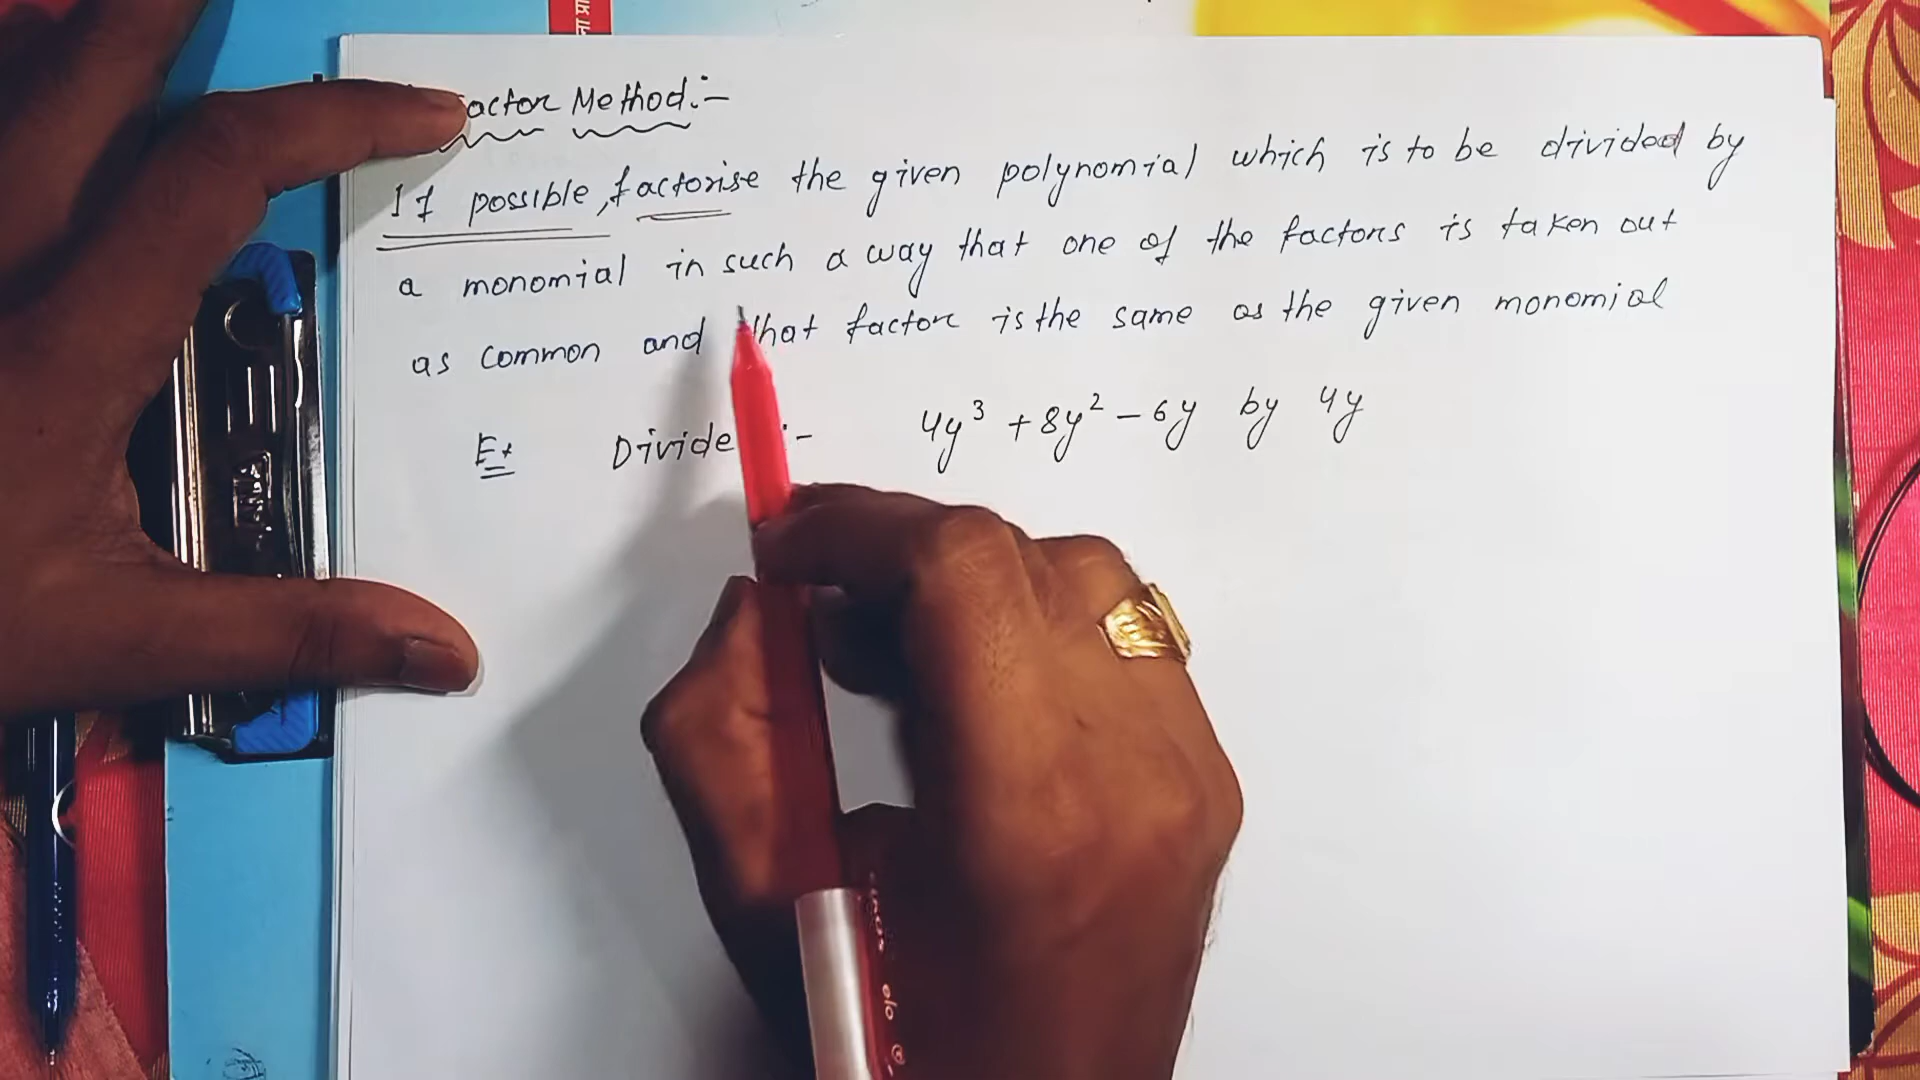 actor Method:-
If possible, factorise the given polynomial which is to be divided by
a monomial in such a way that one of the factors is taken out
as common and that factor is the same as the given monomial
Ex Divide :- 4y³ + 8y² - 6y by 4y